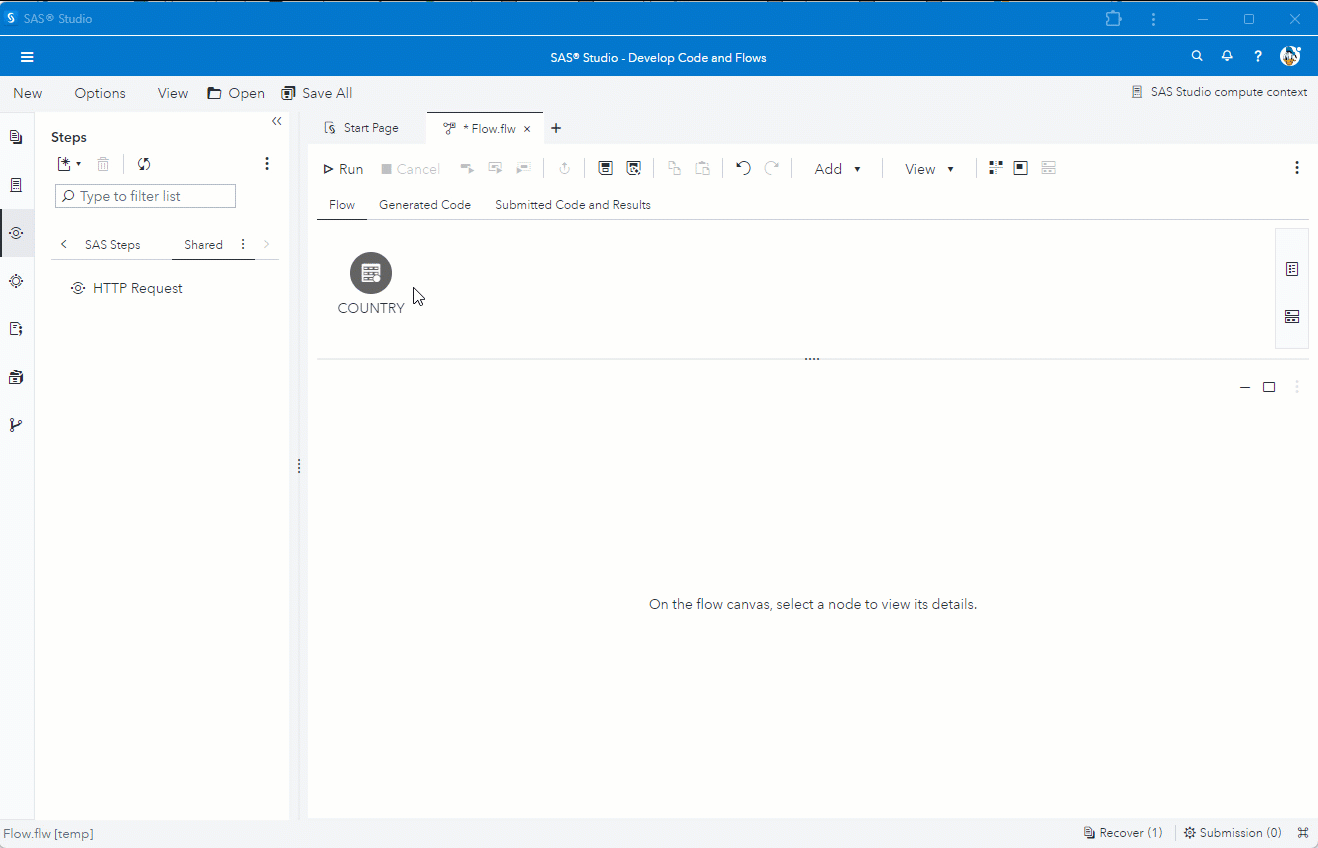 SAS® Studio
SAS® Studio - Develop Code and Flows
New Options View Open Save All
SAS Studio compute context
Steps
Type to filter list
SAS Steps Shared
HTTP Request
Start Page * Flow.flw
Run Cancel Add View
Flow Generated Code Submitted Code and Results
COUNTRY
On the flow canvas, select a node to view its details.
Flow.flw [temp]
Recover (1) Submission (0)